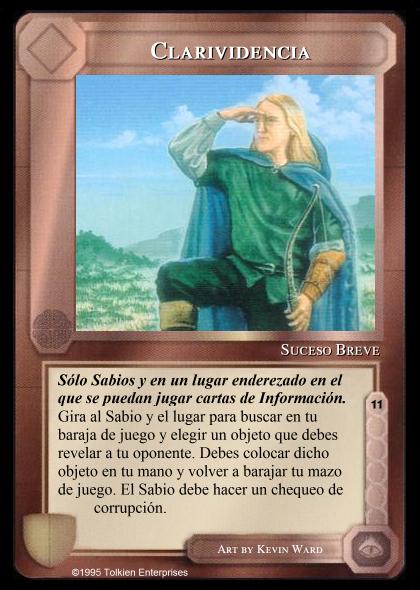 Clarividencia
Suceso Breve
Sólo Sabios y en un lugar enderezado en el
que se puedan jugar cartas de Información.
Gira al Sabio y el lugar para buscar en tu
baraja de juego y elegir un objeto que debes
revelar a tu oponente. Debes colocar dicho
objeto en tu mano y volver a barajar tu mazo
de juego. El Sabio debe hacer un chequeo de
corrupción.
11
Art by Kevin Ward
©1995 Tolkien Enterprises